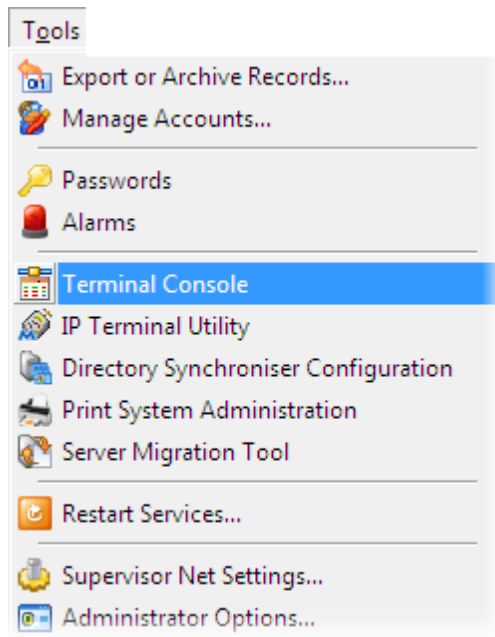 Tools
Export or Archive Records...
Manage Accounts...
Passwords
Alarms
Terminal Console
IP Terminal Utility
Directory Synchroniser Configuration
Print System Administration
Server Migration Tool
Restart Services...
Supervisor Net Settings...
Administrator Options...